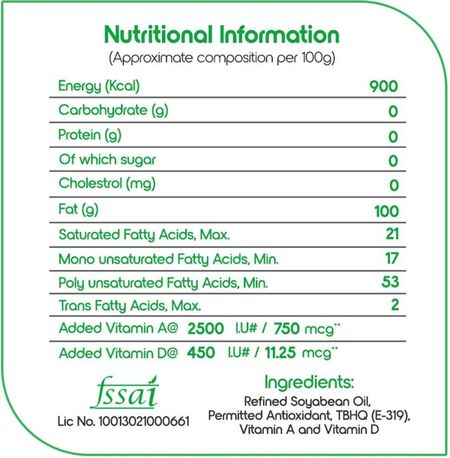 Nutritional Information
(Approximate composition per 100g)
Energy (Kcal) 900
Carbohydrate (g) 0
Protein (g) 0
Of which sugar 0
Cholestrol (mg) 0
Fat (g) 100
Saturated Fatty Acids, Max. 21
Mono unsaturated Fatty Acids, Min. 17
Poly unsaturated Fatty Acids, Min. 53
Trans Fatty Acids, Max. 2
Added Vitamin A@ 2500 I.U# / 750 mcg**
Added Vitamin D@ 450 I.U# / 11.25 mcg**
fssai
Lic No. 10013021000661
Ingredients:
Refined Soyabean Oil,
Permitted Antioxidant, TBHQ (E-319),
Vitamin A and Vitamin D